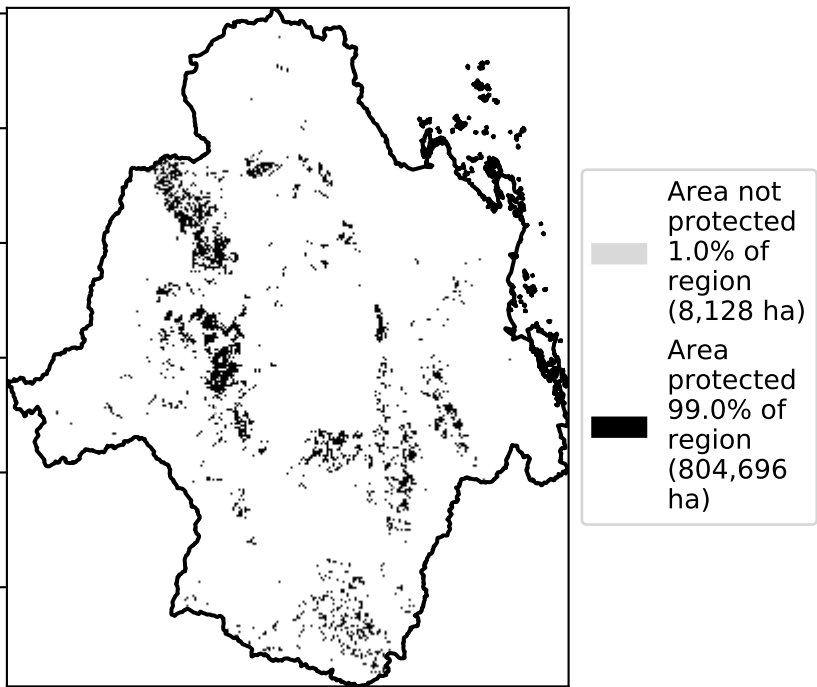 Area not
protected
1.0% of
region
(8,128 ha)
Area
protected
99.0% of
region
(804,696
ha)